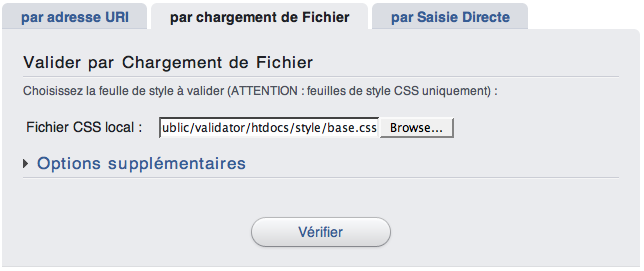 par adresse URI par chargement de Fichier par Saisie Directe
Valider par Chargement de Fichier
Choisissez la feulle de style à valider (ATTENTION : feuilles de style CSS uniquement) :
Fichier CSS local : ublic/validator/htdocs/style/base.css Browse...
Options supplémentaires
Vérifier